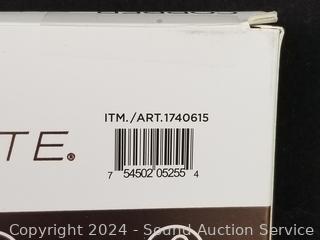 ITM./ART.1740615
TE®
7 54502 05255 4
Copyright © 2024 - Sound Auction Service